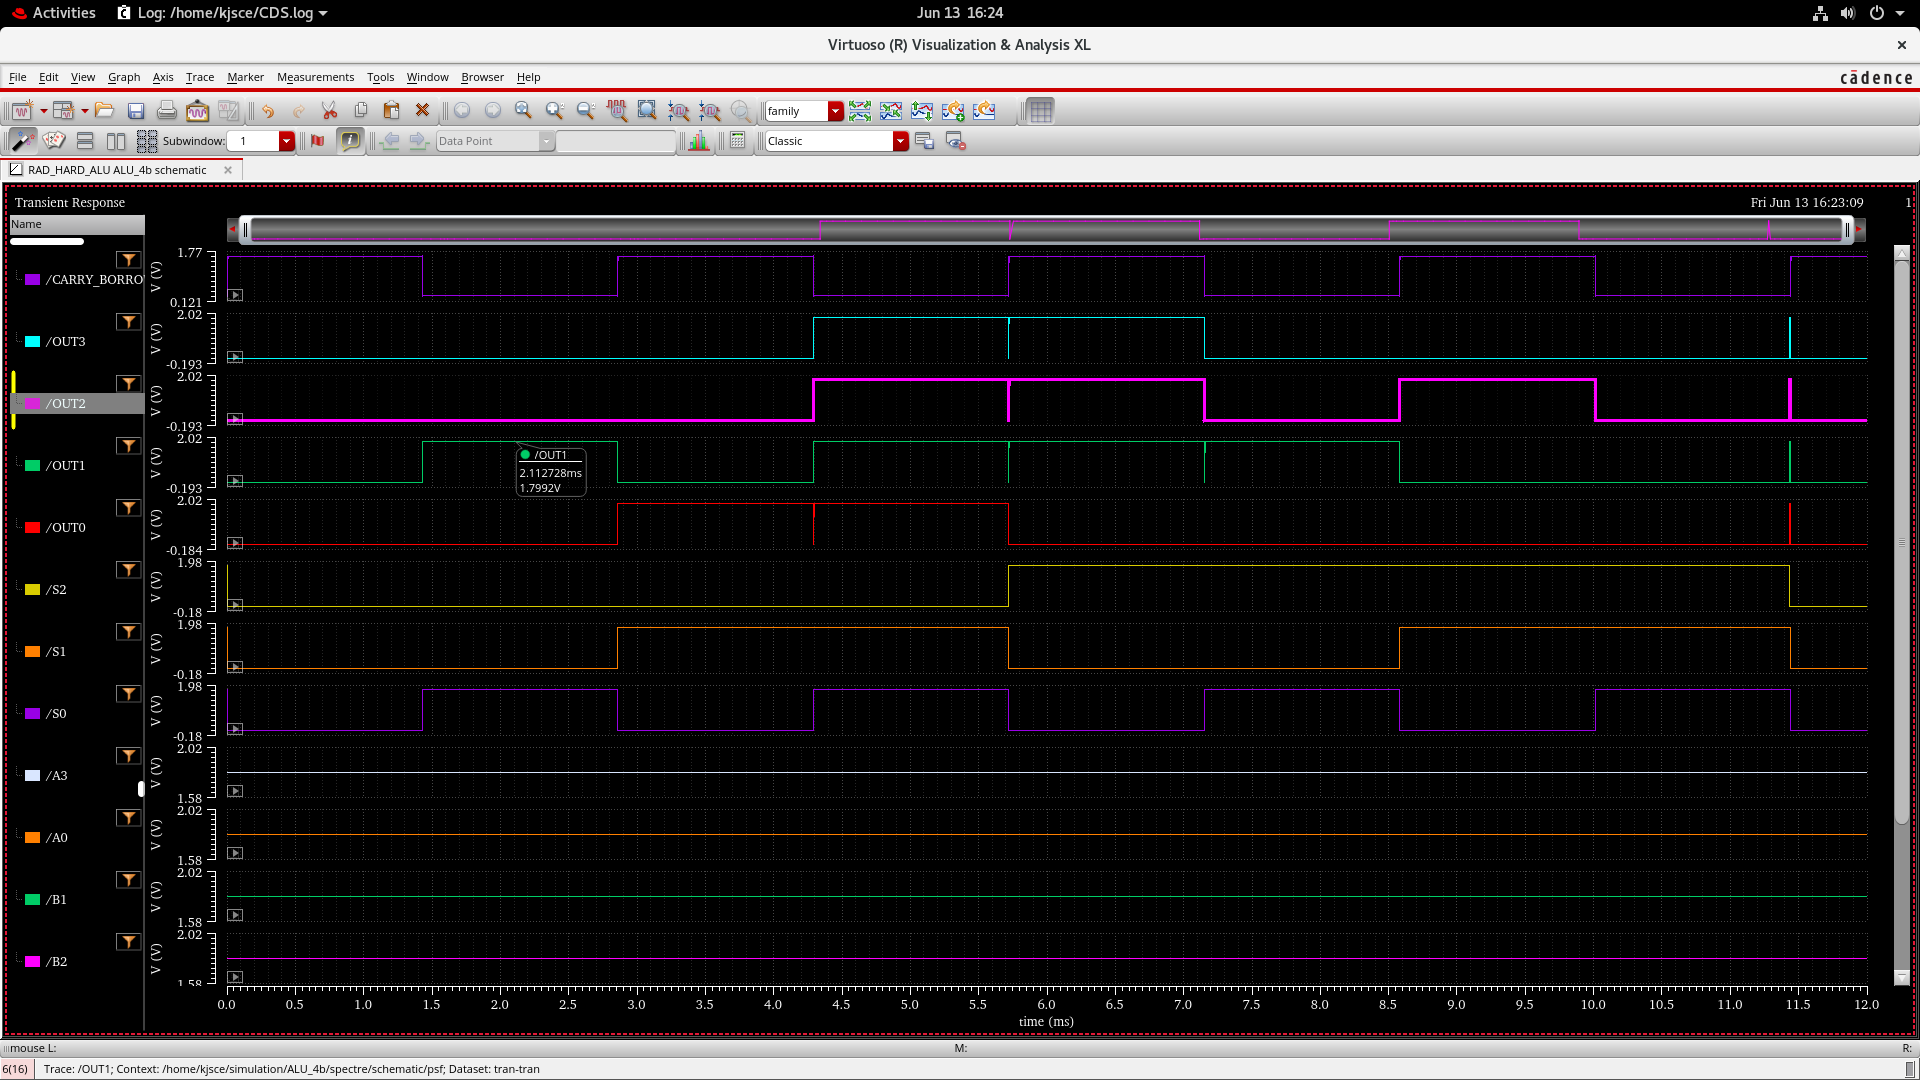 Activities
Log: /home/kjsce/CDS.log
Jun 13 16:24
Virtuoso (R) Visualization & Analysis XL
File Edit View Graph Axis Trace Marker Measurements Tools Window Browser Help
cādence
family
Subwindow: 1
Data Point
Classic
RAD_HARD_ALU ALU_4b schematic
Transient Response
Fri Jun 13 16:23:09
1
Name
/CARRY_BORRO
V (V)
1.77
0.121
/OUT3
V (V)
2.02
-0.193
/OUT2
V (V)
2.02
-0.193
/OUT1
V (V)
2.02
-0.193
/OUT1
2.112728ms
1.7992V
/OUT0
V (V)
2.02
-0.184
/S2
V (V)
1.98
-0.18
/S1
V (V)
1.98
-0.18
/S0
V (V)
1.98
-0.18
/A3
V (V)
2.02
1.58
/A0
V (V)
2.02
1.58
/B1
V (V)
2.02
1.58
/B2
V (V)
2.02
1.58
0.0 0.5 1.0 1.5 2.0 2.5 3.0 3.5 4.0 4.5 5.0 5.5 6.0 6.5 7.0 7.5 8.0 8.5 9.0 9.5 10.0 10.5 11.0 11.5 12.0
time (ms)
mouse L:
M:
R:
6(16)
Trace: /OUT1; Context: /home/kjsce/simulation/ALU_4b/spectre/schematic/psf; Dataset: tran-tran